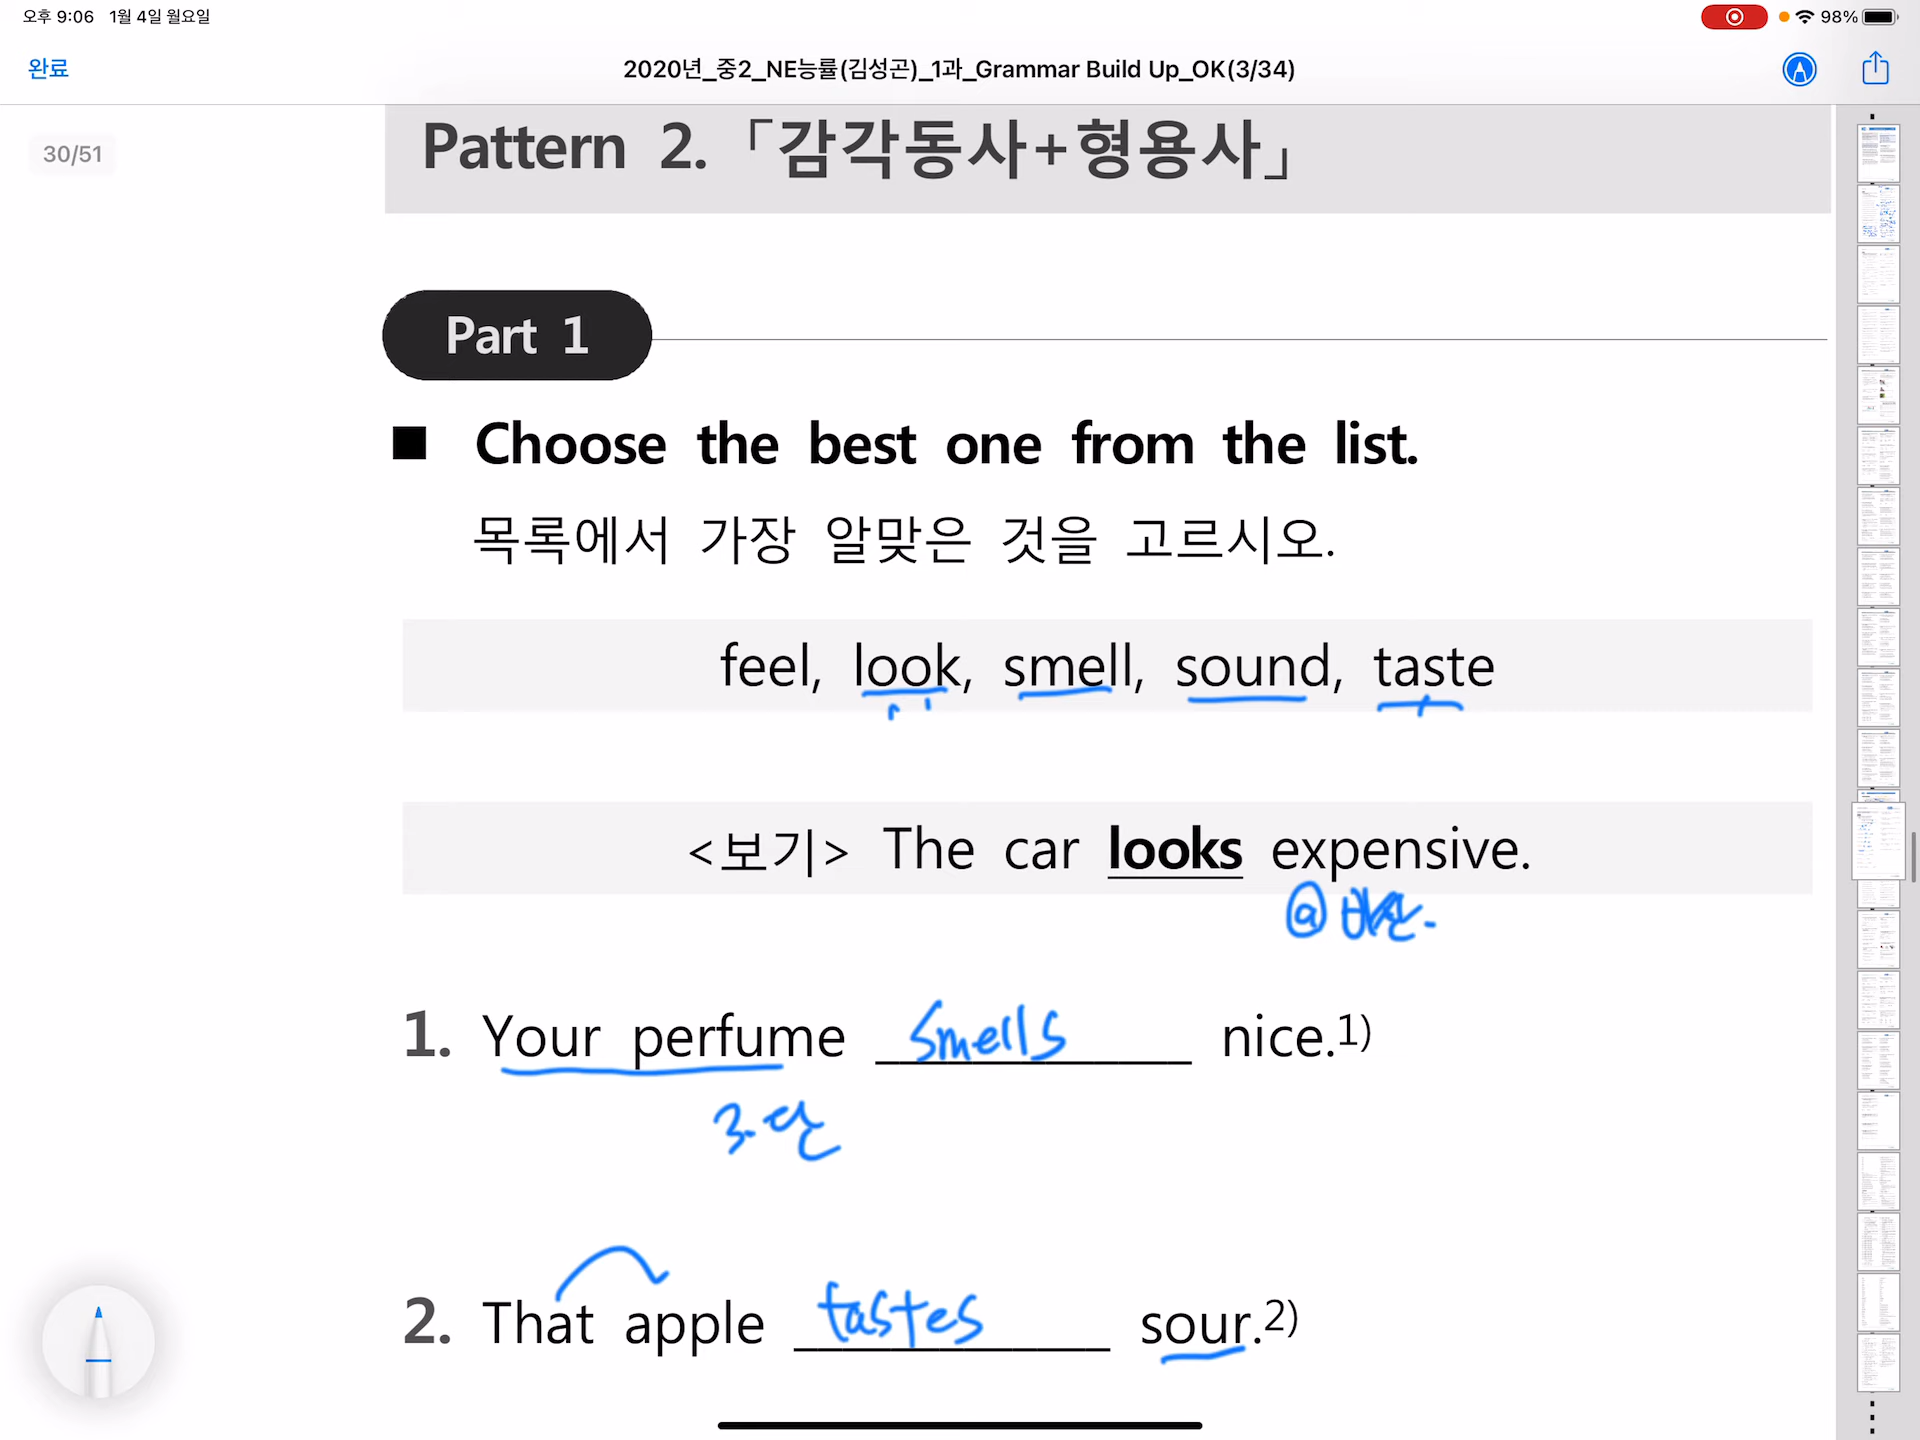 오후 9:06 1월 4일 월요일 98%
완료 2020년_중2_NE능률(김성곤)_1과_Grammar Build Up_OK(3/34)
30/51
Pattern 2.「감각동사+형용사」
Part 1
■ Choose the best one from the list.
목록에서 가장 알맞은 것을 고르시오.
feel, look, smell, sound, taste
<보기> The car looks expensive.
ⓐ 비싼.
1. Your perfume smells nice.1)
3.단
2. That apple tastes sour.2)